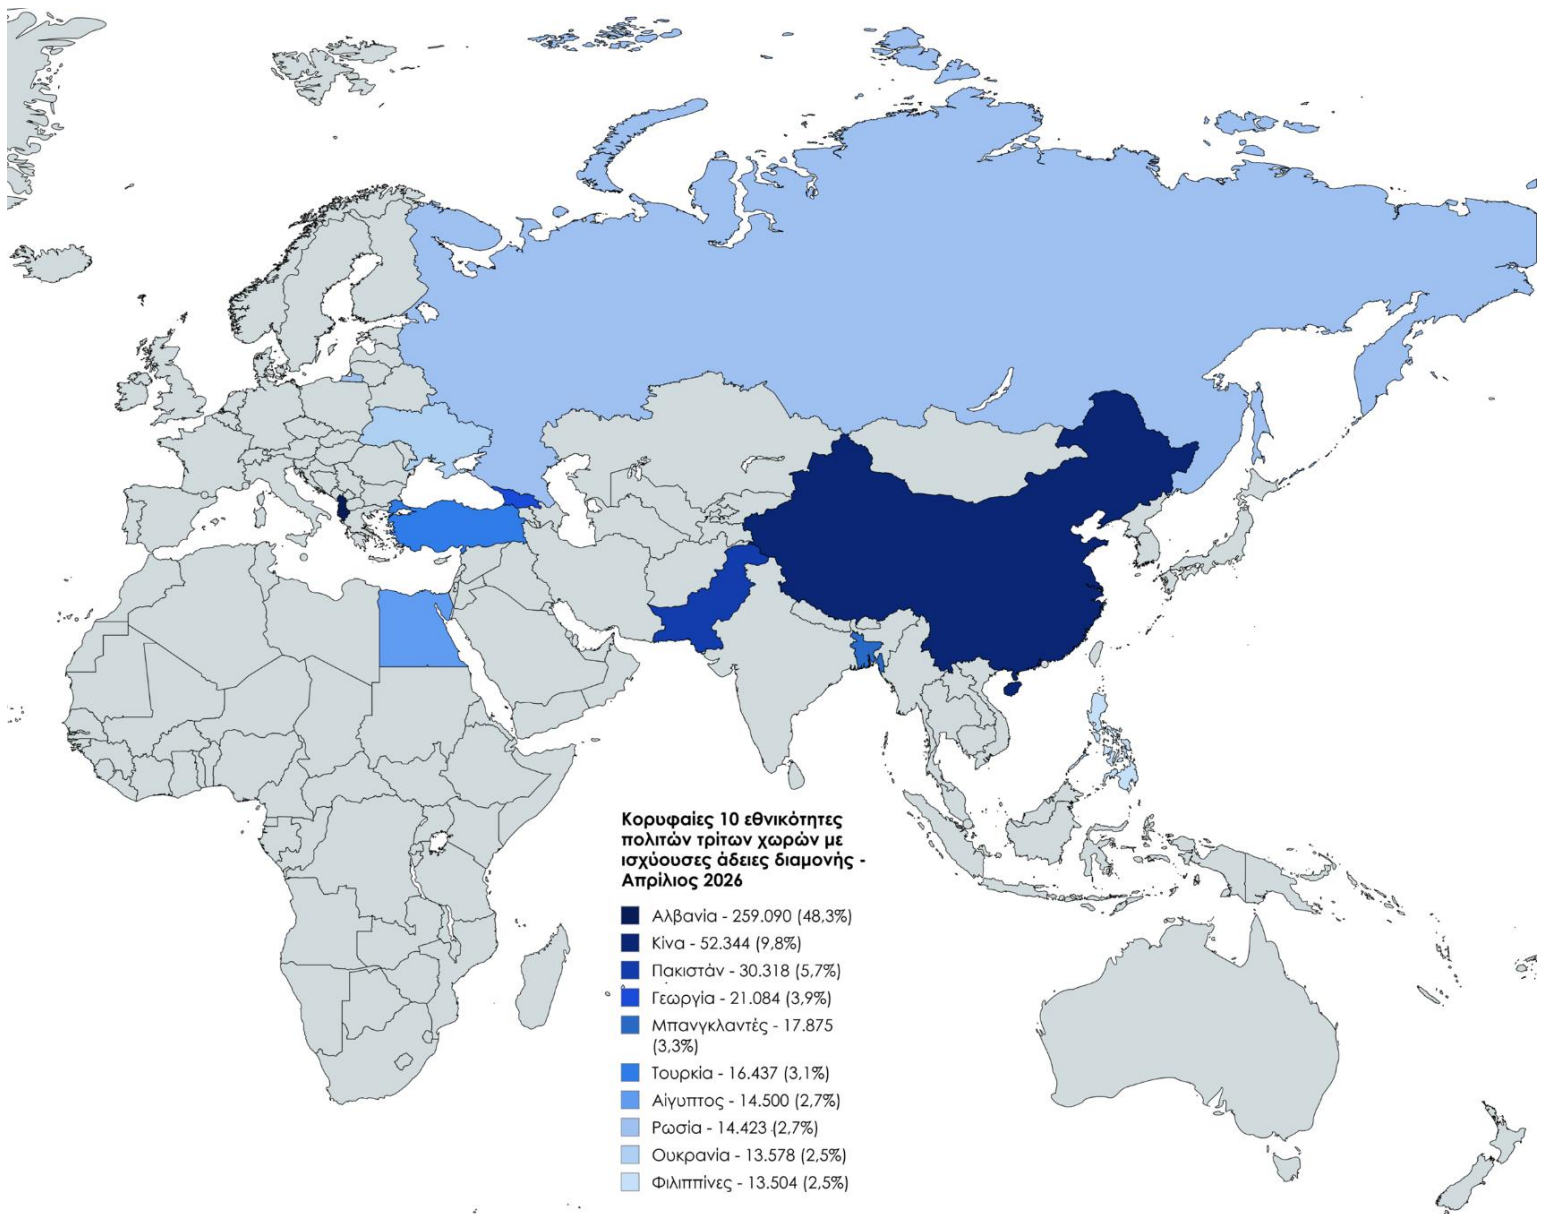 Κορυφαίες 10 εθνικότητες
πολιτών τρίτων χωρών με
ισχύουσες άδειες διαμονής -
Απρίλιος 2026
Αλβανία - 259.090 (48,3%)
Κίνα - 52.344 (9,8%)
Πακιστάν - 30.318 (5,7%)
Γεωργία - 21.084 (3,9%)
Μπανγκλαντές - 17.875
(3,3%)
Τουρκία - 16.437 (3,1%)
Αίγυπτος - 14.500 (2,7%)
Ρωσία - 14.423 (2,7%)
Ουκρανία - 13.578 (2,5%)
Φιλιππίνες - 13.504 (2,5%)